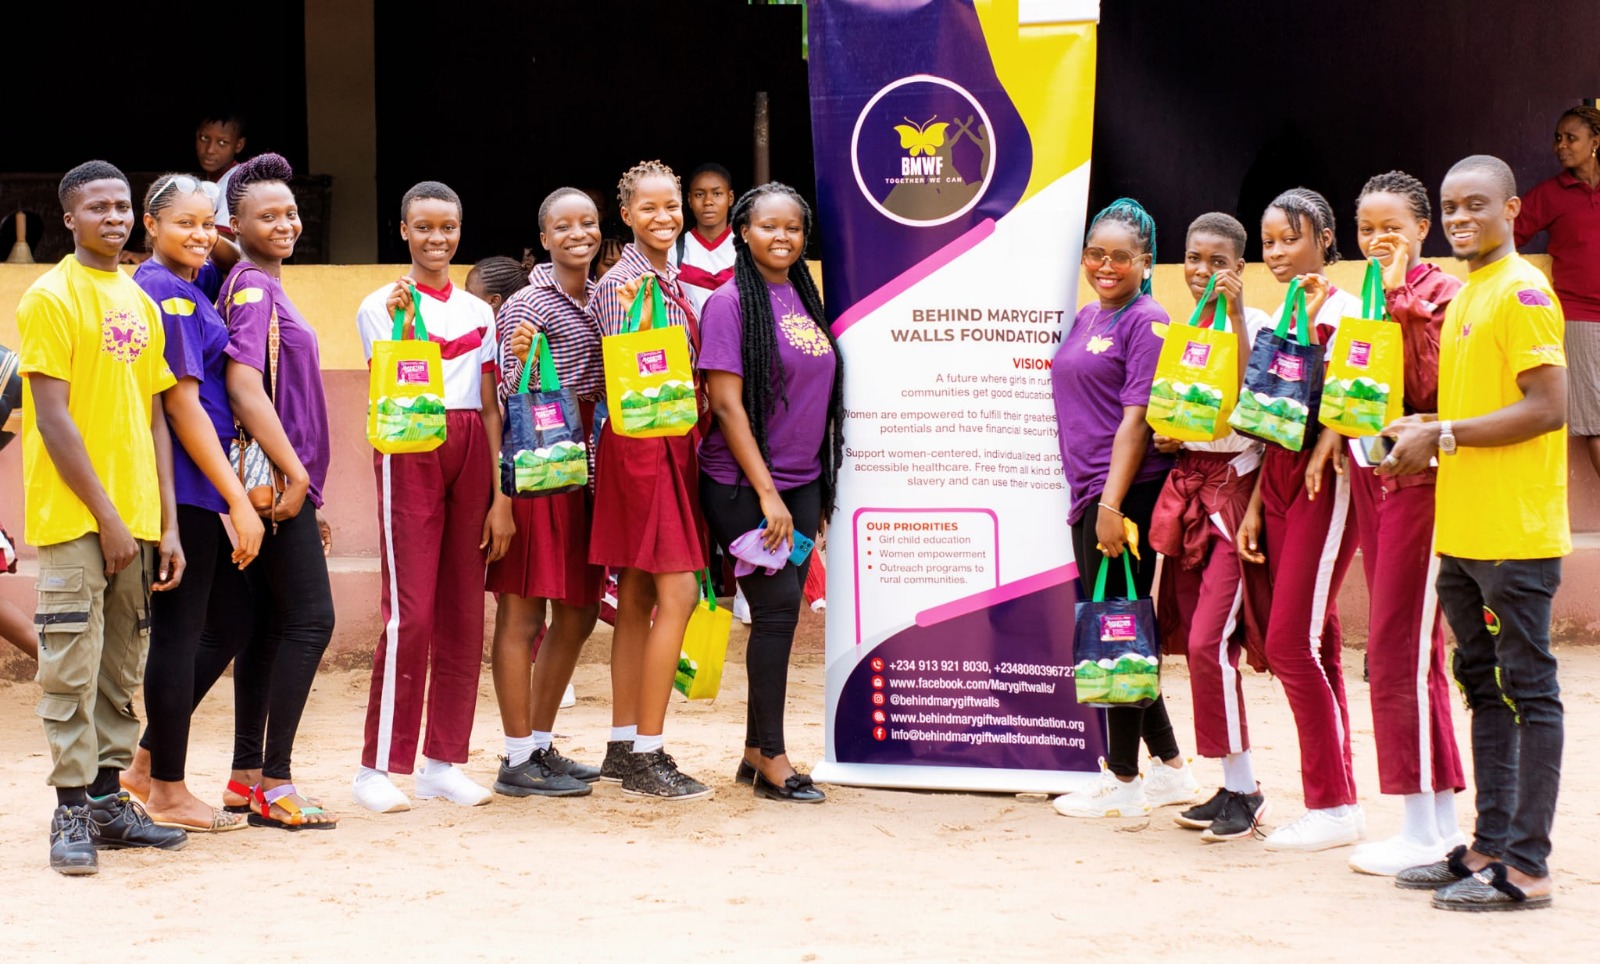 BMWF
TOGETHER WE CAN
BEHIND MARYGIFT
WALLS FOUNDATION
VISION
A future where girls in
communities get good education
Women are empowered to fulfill their greates
potentials and have financial security
Support women-centered, individualized and
accessible healthcare. Free from all kind of
slavery and can use their voices.
OUR PRIORITIES
Girl child education
Women empowerment
Outreach programs to
rural communities.
+234 913 921 8030, +234808039672
www.facebook.com/Marygiftwalls/
@behindmarygiftwalls
www.behindmarygiftwallsfoundation.org
info@behindmarygiftwallsfoundation.org